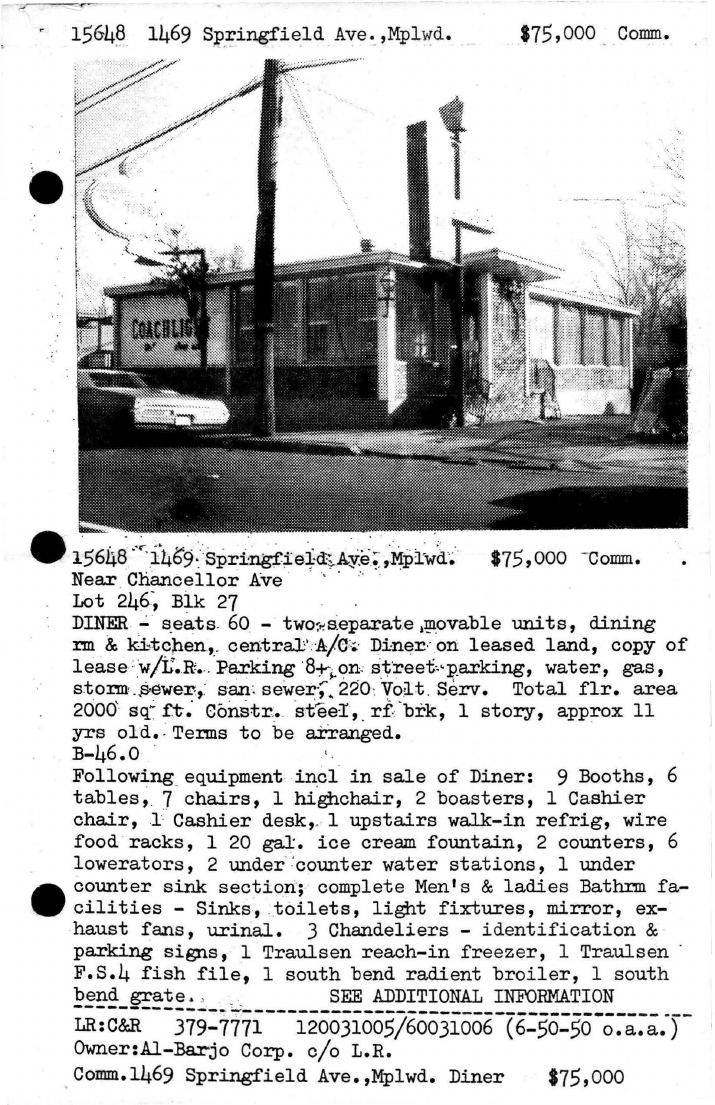 15648 1469 Springfield Ave.,Mplwd. $75,000 Comm.
COACHLIG
15648 1469 Springfield Ave.,Mplwd. $75,000 Comm.
Near Chancellor Ave
Lot 246, Blk 27
DINER - seats 60 - two separate movable units, dining
rm & kitchen, central A/C. Diner on leased land, copy of
lease w/L.R. Parking 8+, on street parking, water, gas,
storm sewer, san sewer, 220 Volt Serv. Total flr. area
2000 sq ft. Constr. steel, rf brk, 1 story, approx 11
yrs old. Terms to be arranged.
B-46.0
Following equipment incl in sale of Diner: 9 Booths, 6
tables, 7 chairs, 1 highchair, 2 boasters, 1 Cashier
chair, 1 Cashier desk, 1 upstairs walk-in refrig, wire
food racks, 1 20 gal. ice cream fountain, 2 counters, 6
lowerators, 2 under counter water stations, 1 under
counter sink section; complete Men's & ladies Bathrm fa-
cilities - Sinks, toilets, light fixtures, mirror, ex-
haust fans, urinal. 3 Chandeliers - identification &
parking signs, 1 Traulsen reach-in freezer, 1 Traulsen
F.S.4 fish file, 1 south bend radient broiler, 1 south
bend grate. SEE ADDITIONAL INFORMATION
LR:C&R 379-7771 120031005/60031006 (6-50-50 o.a.a.)
Owner:Al-Barjo Corp. c/o L.R.
Comm.1469 Springfield Ave.,Mplwd. Diner $75,000